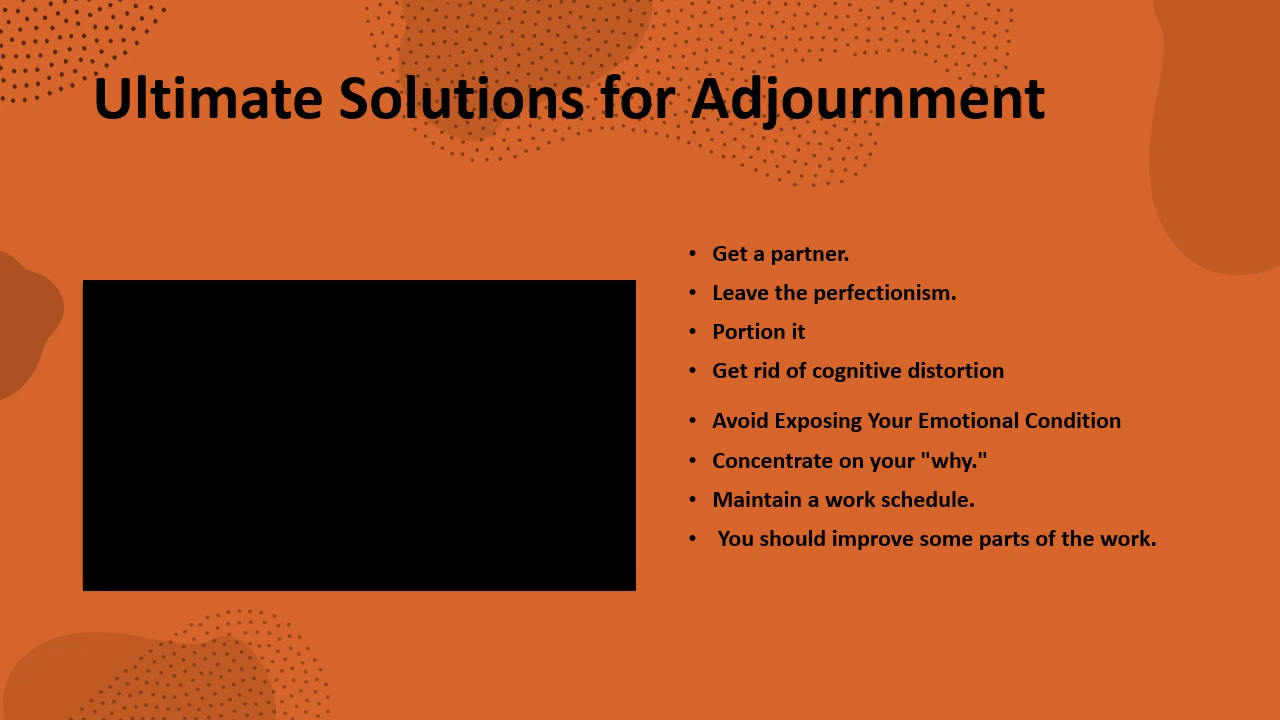 Ultimate Solutions for Adjournment
• Get a partner.
• Leave the perfectionism.
• Portion it
• Get rid of cognitive distortion
• Avoid Exposing Your Emotional Condition
• Concentrate on your "why."
• Maintain a work schedule.
• You should improve some parts of the work.